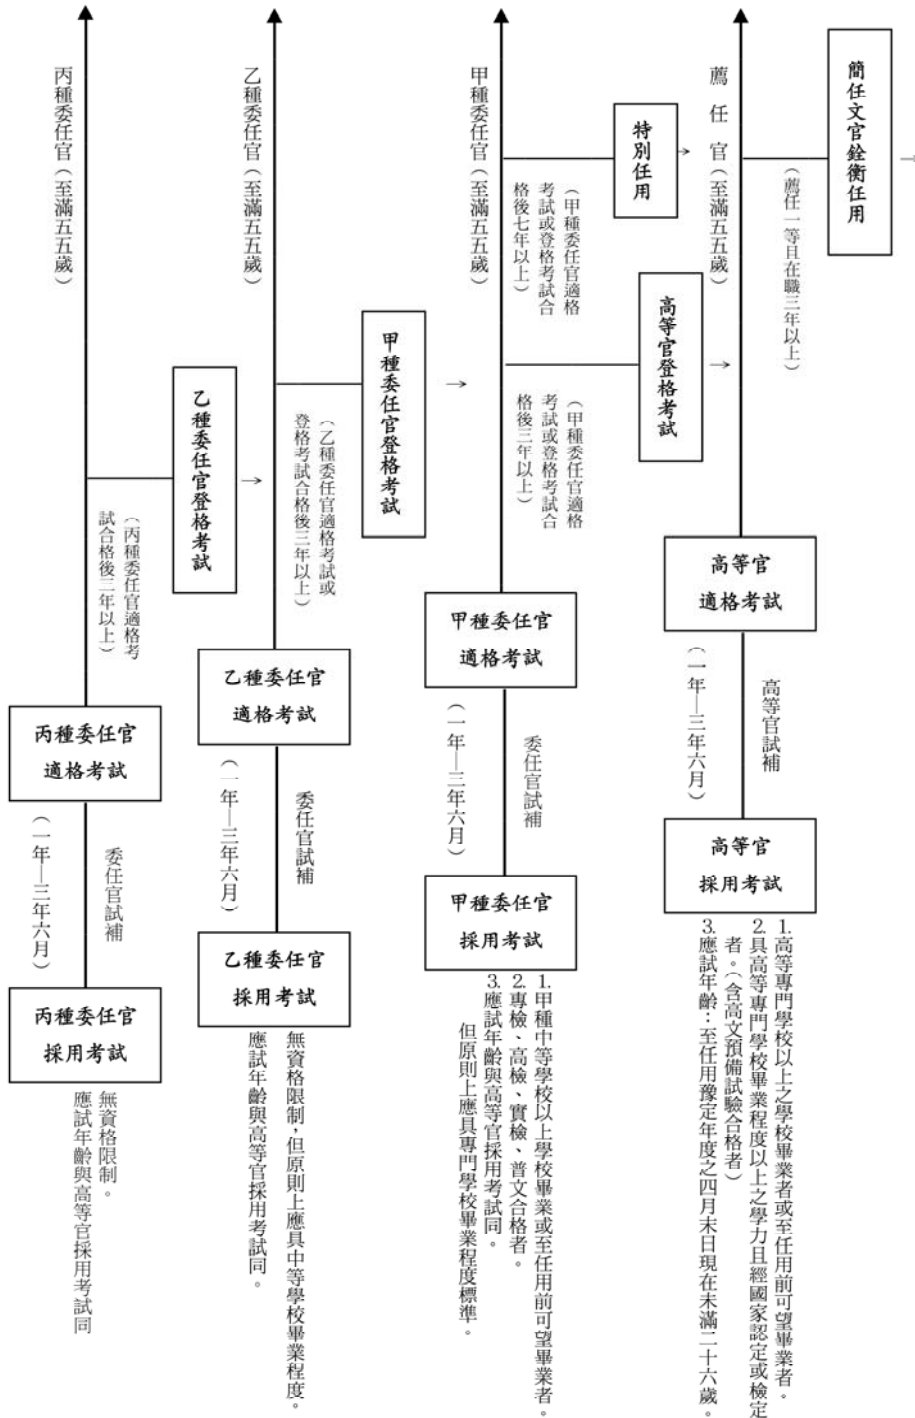 簡任文官銓衡任用
（薦任一等且在職三年以上）
薦任官（至滿五五歲）
特別任用
（甲種委任官適格
考試或登格考試合
格後七年以上）
高等官登格考試
（甲種委任官適格
考試或登格考試合
格後三年以上）
高等官
適格考試
高等官試補
（一年—三年六月）
高等官
採用考試
1.高等專門學校以上之學校畢業者或至任用前可望畢業者。
2.具高等專門學校畢業程度以上之學力且經國家認定或檢定
者。（含高文預備試驗合格者）
3.應試年齡：至任用豫定年度之四月末日現在未滿二十六歲。
甲種委任官（至滿五五歲）
甲種委任官登格考試
（乙種委任官適格考試或
登格考試合格後三年以上）
甲種委任官
適格考試
委任官試補
（一年—三年六月）
甲種委任官
採用考試
1.甲種中等學校以上學校畢業或至任用前可望畢業者。
2.專檢、高檢、實檢、普文合格者。
3.應試年齡與高等官採用考試同。
但原則上應具專門學校畢業程度標準。
乙種委任官（至滿五五歲）
乙種委任官登格考試
（丙種委任官適格考
試合格後三年以上）
乙種委任官
適格考試
委任官試補
（一年—三年六月）
乙種委任官
採用考試
無資格限制，但原則上應具中等學校畢業程度。
應試年齡與高等官採用考試同。
丙種委任官（至滿五五歲）
丙種委任官
適格考試
委任官試補
（一年—三年六月）
丙種委任官
採用考試
無資格限制。
應試年齡與高等官採用考試同